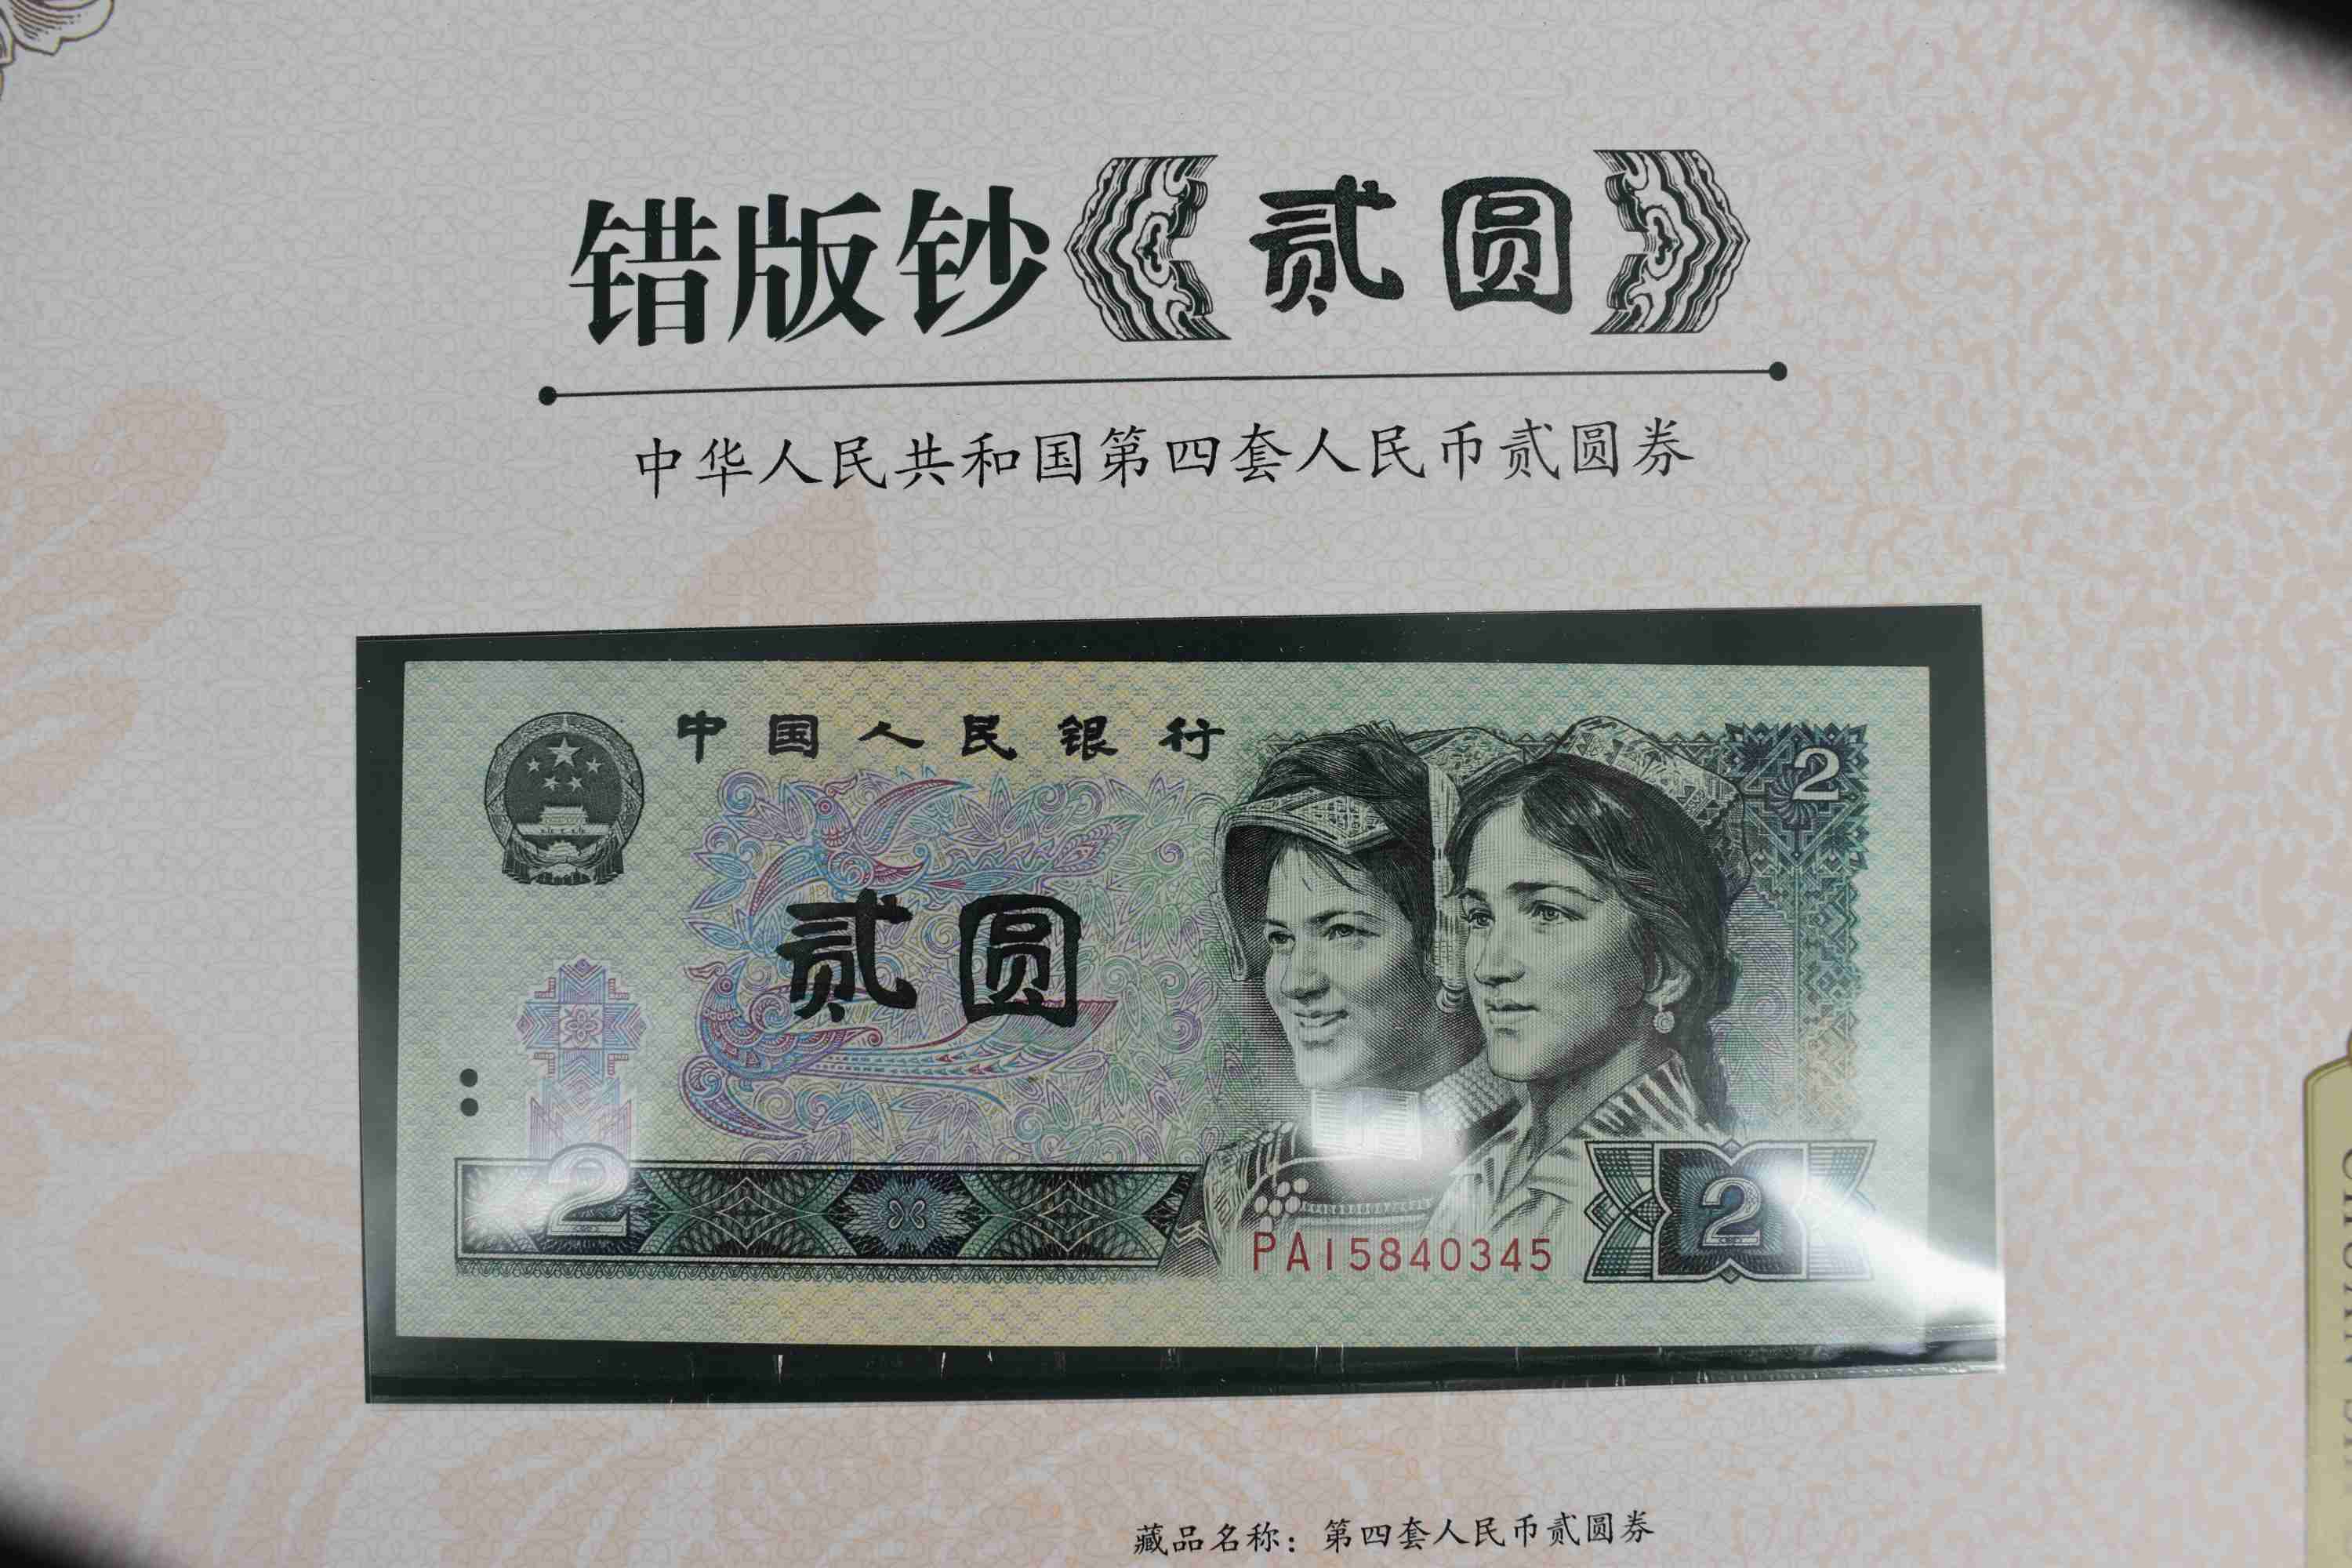 错版钞《贰圆》
中华人民共和国第四套人民币贰圆券
中国人民银行
2
贰圆
2
2
PA15840345
藏品名称：第四套人民币贰圆券